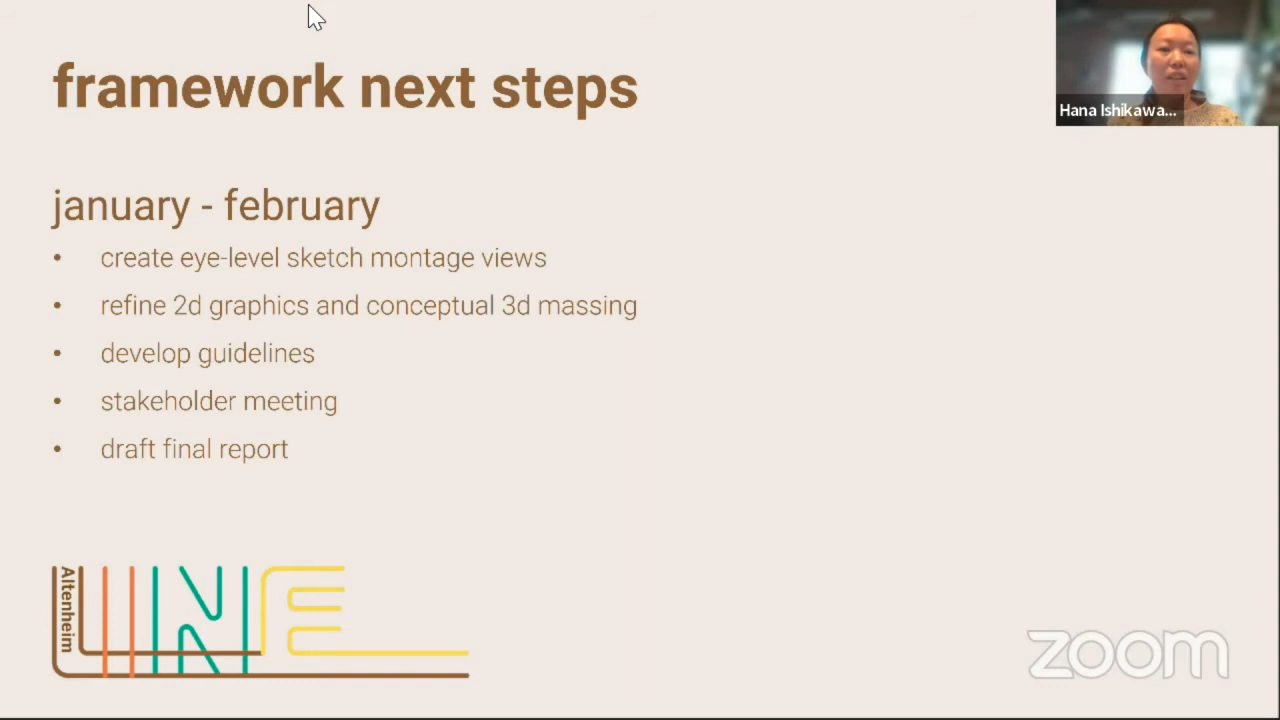 framework next steps
Hana Ishikawa...
january - february
• create eye-level sketch montage views
• refine 2d graphics and conceptual 3d massing
• develop guidelines
• stakeholder meeting
• draft final report
Altenheim
LINE
zoom